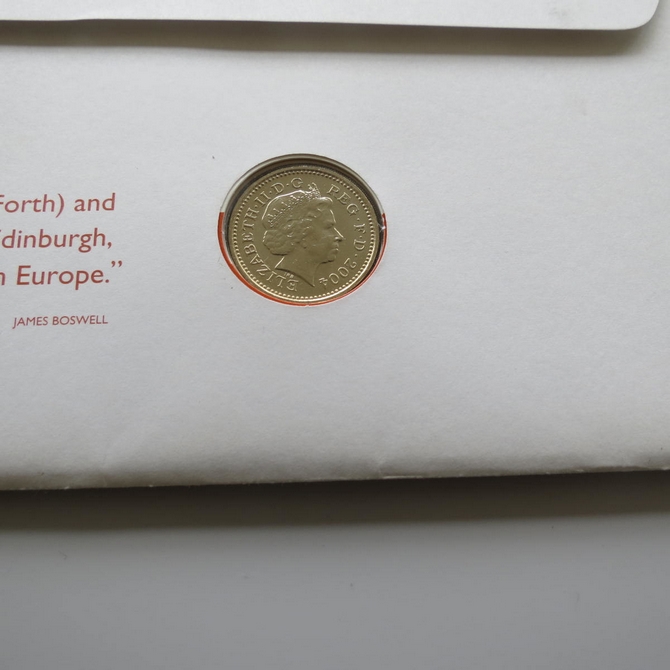 Forth) and
dinburgh,
n Europe."
JAMES BOSWELL
ELIZABETH·II·D·G REG·F·D·2004